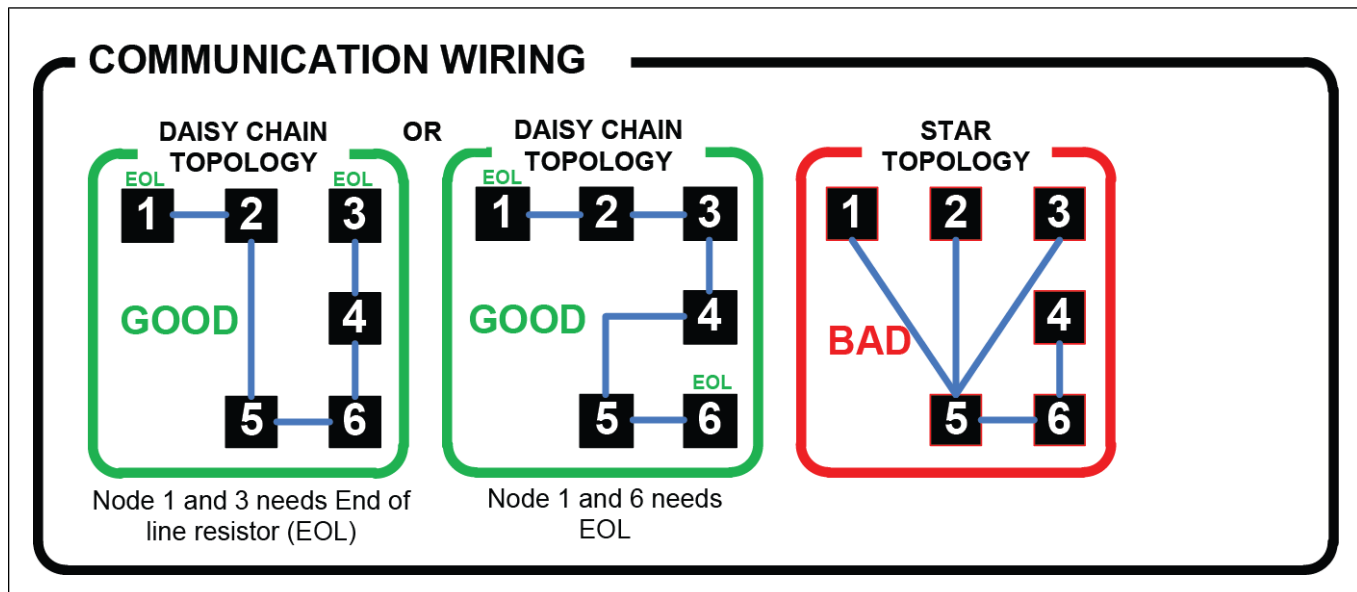 COMMUNICATION WIRING
DAISY CHAIN
TOPOLOGY
EOL
EOL
1
2
3
GOOD
4
5
6
Node 1 and 3 needs End of
line resistor (EOL)
OR
DAISY CHAIN
TOPOLOGY
EOL
1
2
3
GOOD
4
EOL
5
6
Node 1 and 6 needs
EOL
STAR
TOPOLOGY
1
2
3
4
BAD
5
6